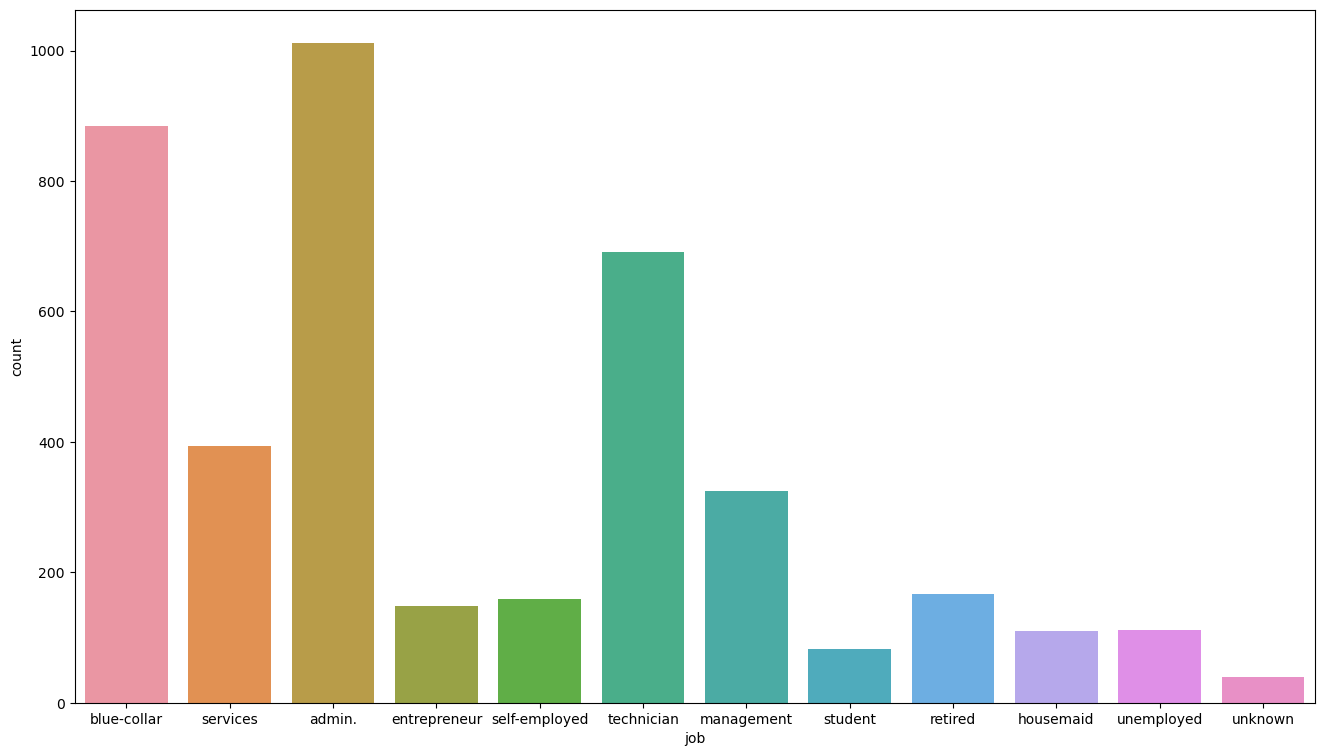 1000
800
600
400
200
0
count
blue-collar services admin. entrepreneur self-employed technician management student retired housemaid unemployed unknown
job